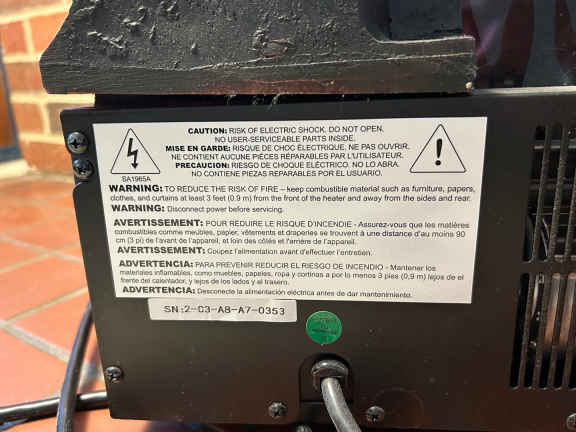 CAUTION: RISK OF ELECTRIC SHOCK. DO NOT OPEN.
NO USER-SERVICEABLE PARTS INSIDE.
MISE EN GARDE: RISQUE DE CHOC ÉLECTRIQUE, NE PAS OUVRIR.
NE CONTIENT AUCUNE PIÈCES RÉPARABLES PAR L'UTILISATEUR.
PRECAUCION: RIESGO DE CHOQUE ELÉCTRICO. NO LO ABRA.
NO CONTIENE PIEZAS REPARABLES POR EL USUARIO.
SA1965A
WARNING: TO REDUCE THE RISK OF FIRE – keep combustible material such as furniture, papers,
clothes, and curtains at least 3 feet (0.9 m) from the front of the heater and away from the sides and rear.
WARNING: Disconnect power before servicing.
AVERTISSEMENT: POUR RÉDUIRE LE RISQUE D'INCENDIE - Assurez-vous que les matières
combustibles comme meubles, papier, vêtements et draperies se trouvent à une distance d'au moins 90
cm (3 pi) de l'avant de l'appareil, et loin des côtés et l'arrière de l'appareil.
AVERTISSEMENT: Coupez l'alimentation avant d'effectuer l'entretien.
ADVERTENCIA: PARA PREVENIR REDUCIR EL RIESGO DE INCENDIO - Mantener los
materiales inflamables, como muebles, papeles, ropa y cortinas a por lo menos 3 pies (0,9 m) lejos de el
frente del calentador, y lejos de los lados y el trasero.
ADVERTENCIA: Desconecte la alimentación eléctrica antes de dar mantenimiento.
SN:2-C3-A8-A7-0353